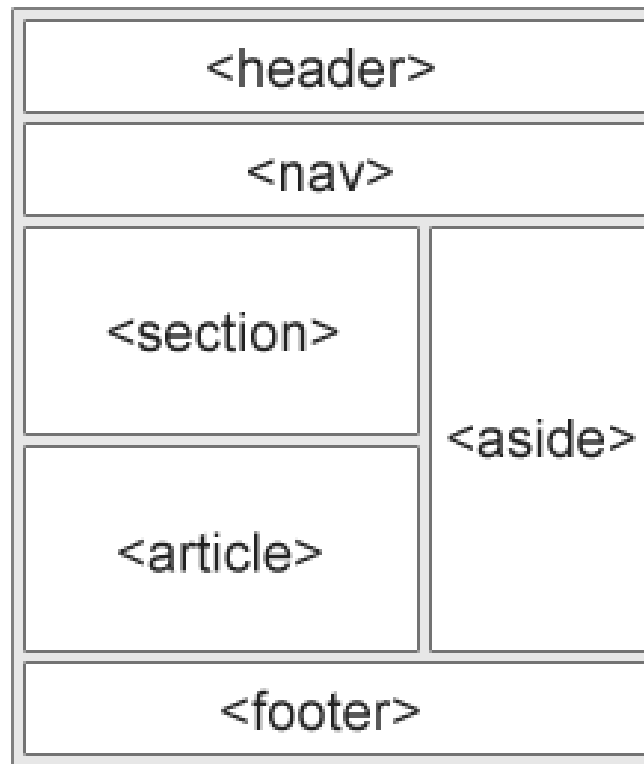 <header>
<nav>
<section>
<aside>
<article>
<footer>